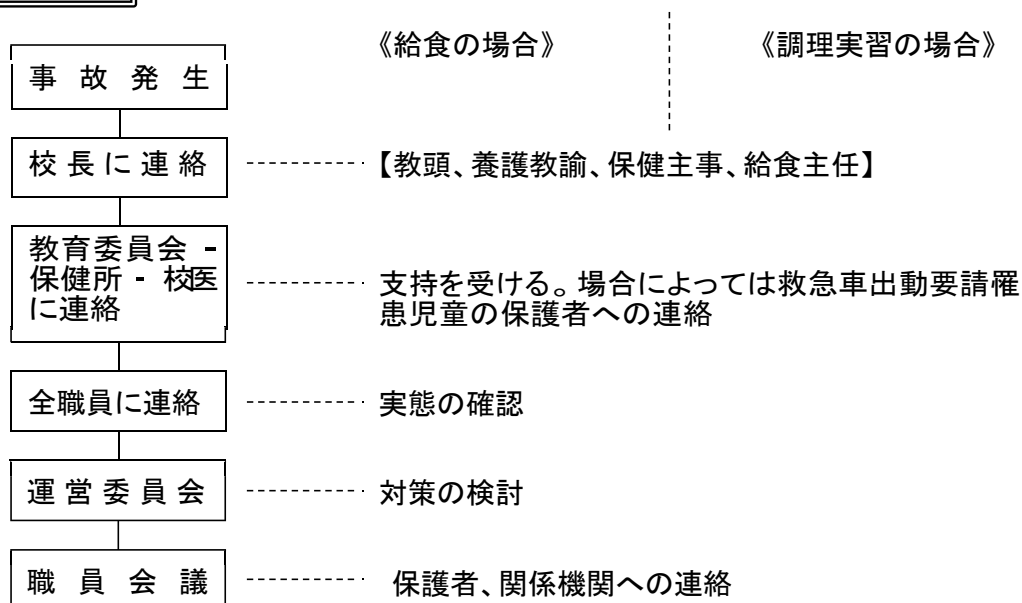 《給食の場合》 《調理実習の場合》
事故発生
校長に連絡 【教頭、養護教諭、保健主事、給食主任】
教育委員会 -
保健所 - 校医
に連絡
支持を受ける。場合によっては救急車出動要請罹
患児童の保護者への連絡
全職員に連絡 実態の確認
運営委員会 対策の検討
職員会議 保護者、関係機関への連絡